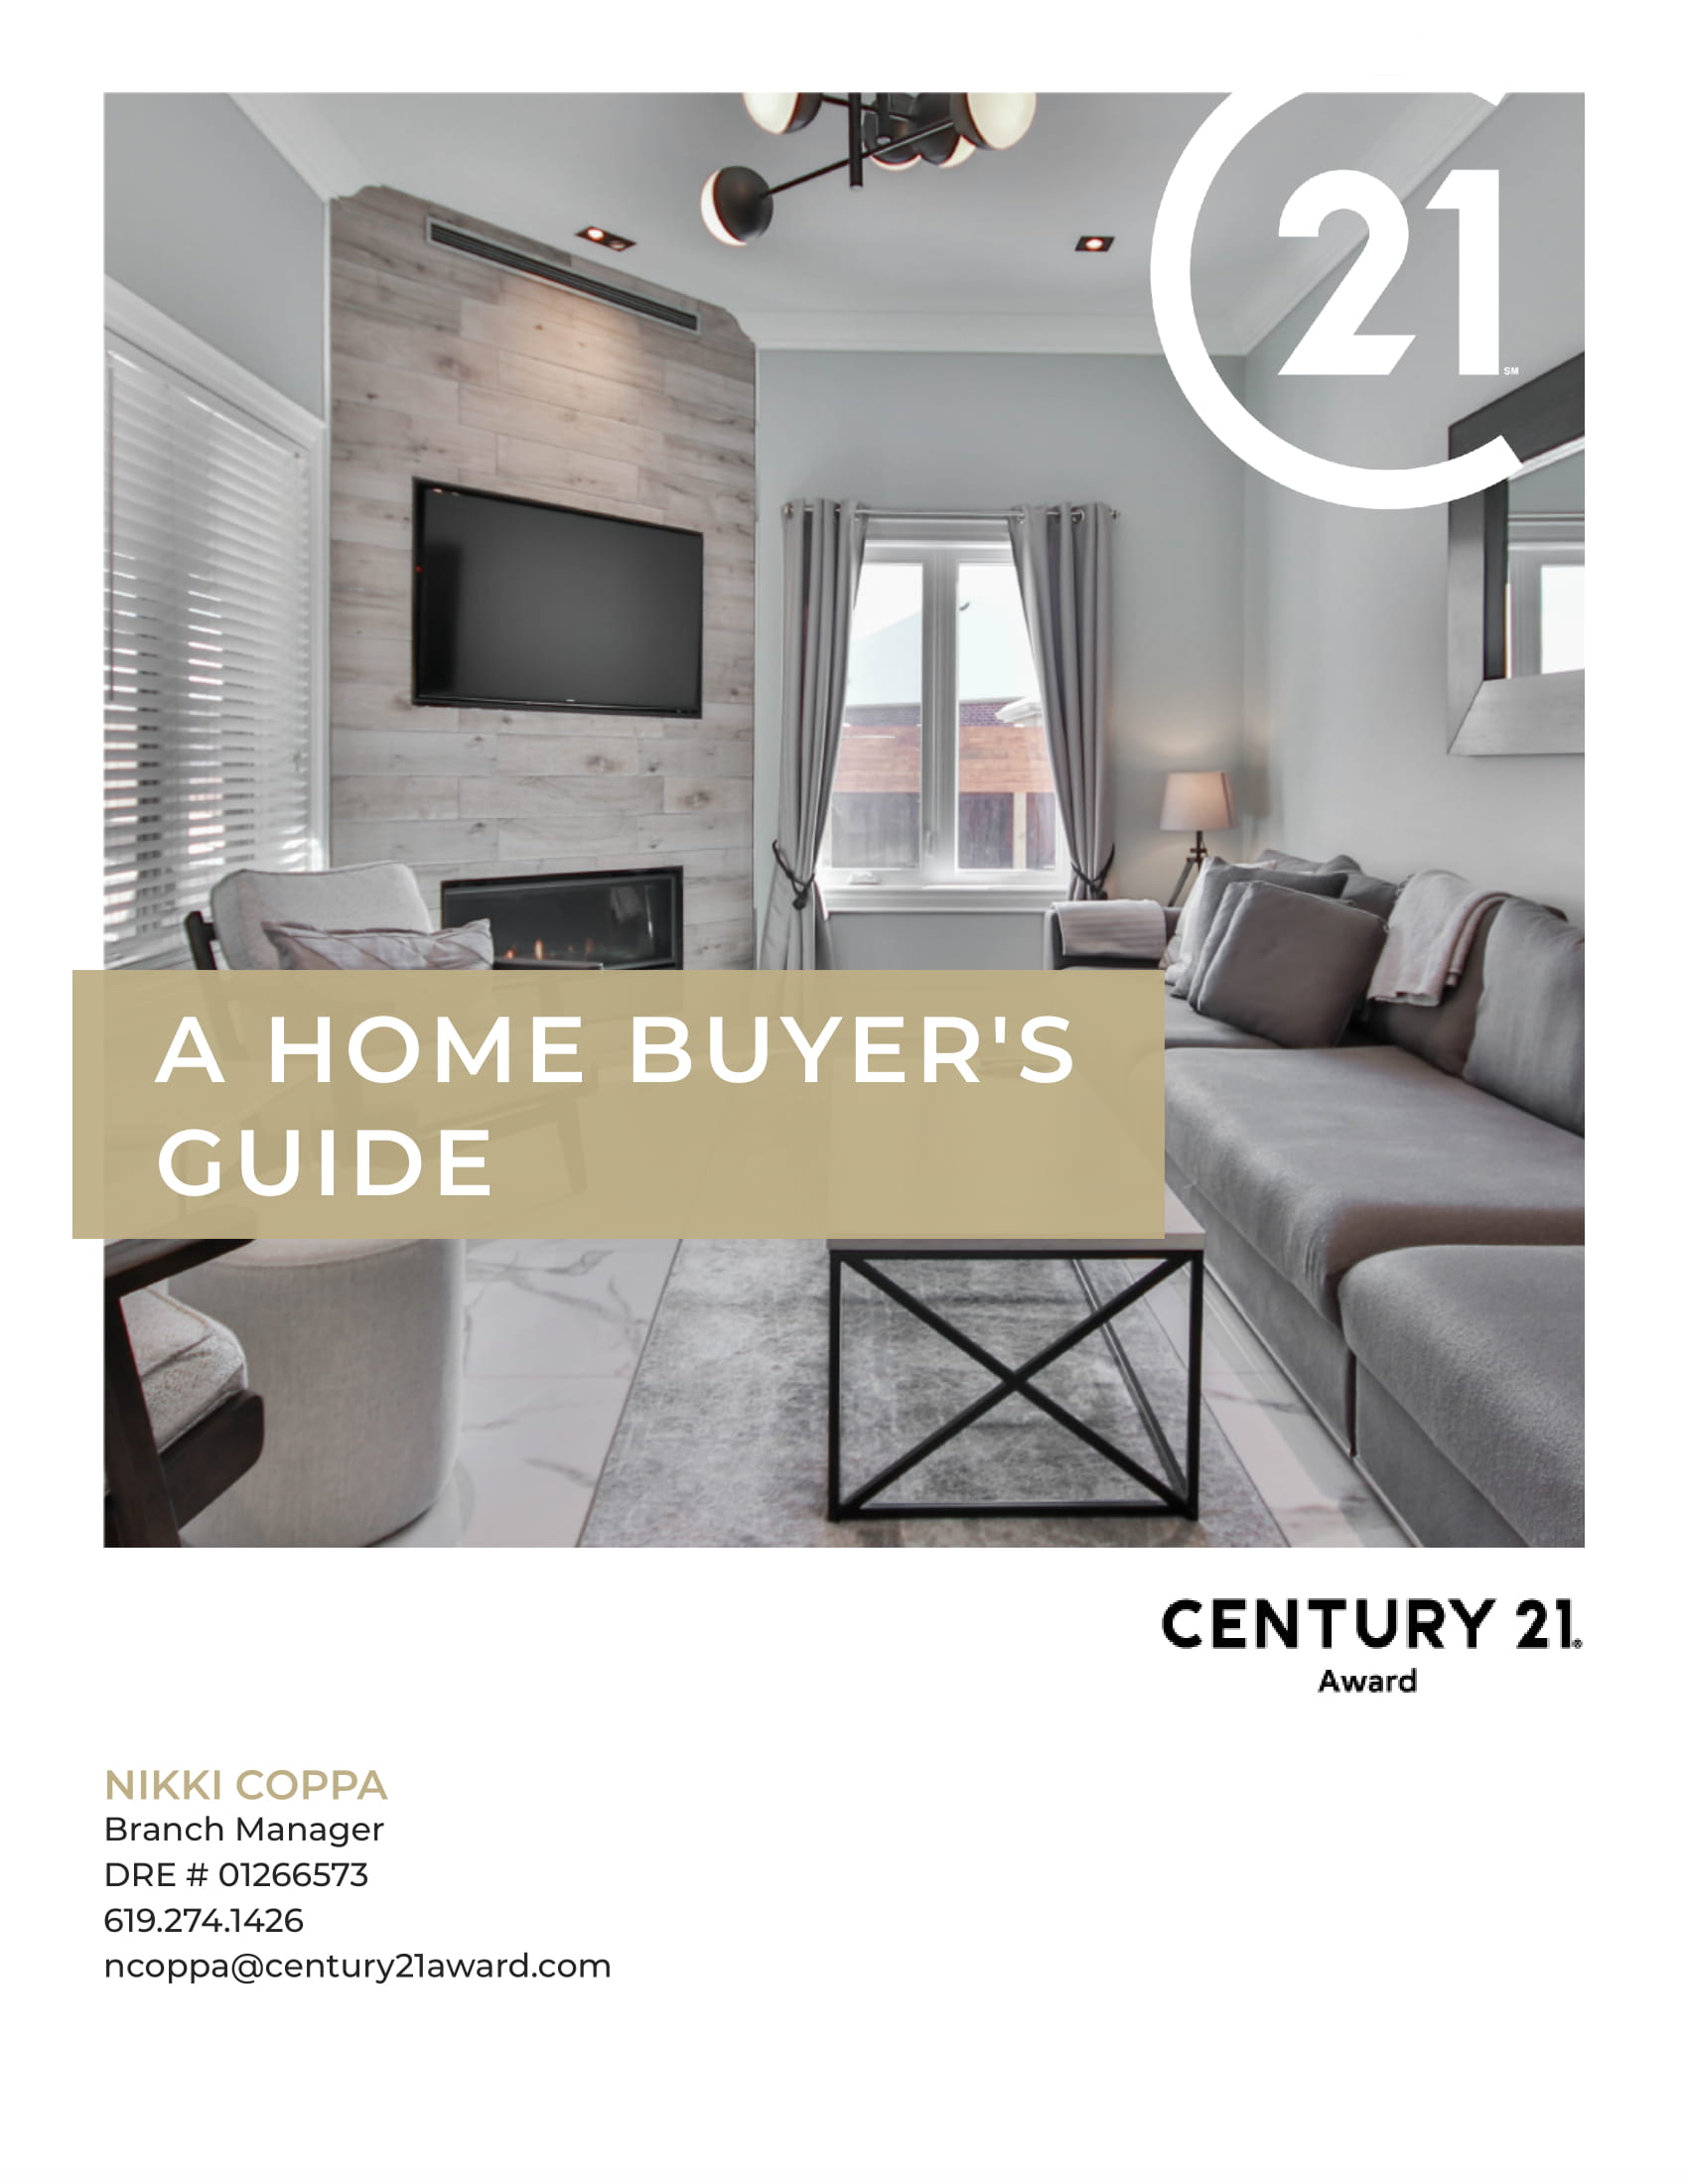 21 SM
A HOME BUYER'S
GUIDE
CENTURY 21®
Award
NIKKI COPPA
Branch Manager
DRE # 01266573
619.274.1426
ncoppa@century21award.com